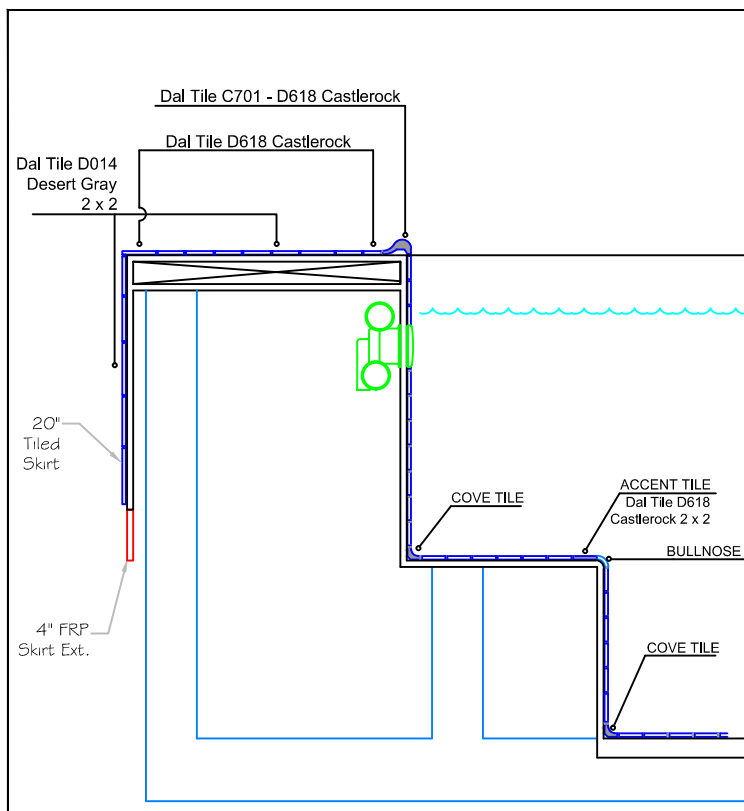 Dal Tile C701 - D618 Castlerock
Dal Tile D618 Castlerock
Dal Tile D014
Desert Gray
2 x 2
20"
Tiled
Skirt
ACCENT TILE
Dal Tile D618
Castlerock 2 x 2
COVE TILE
BULLNOSE
4" FRP
Skirt Ext.
COVE TILE